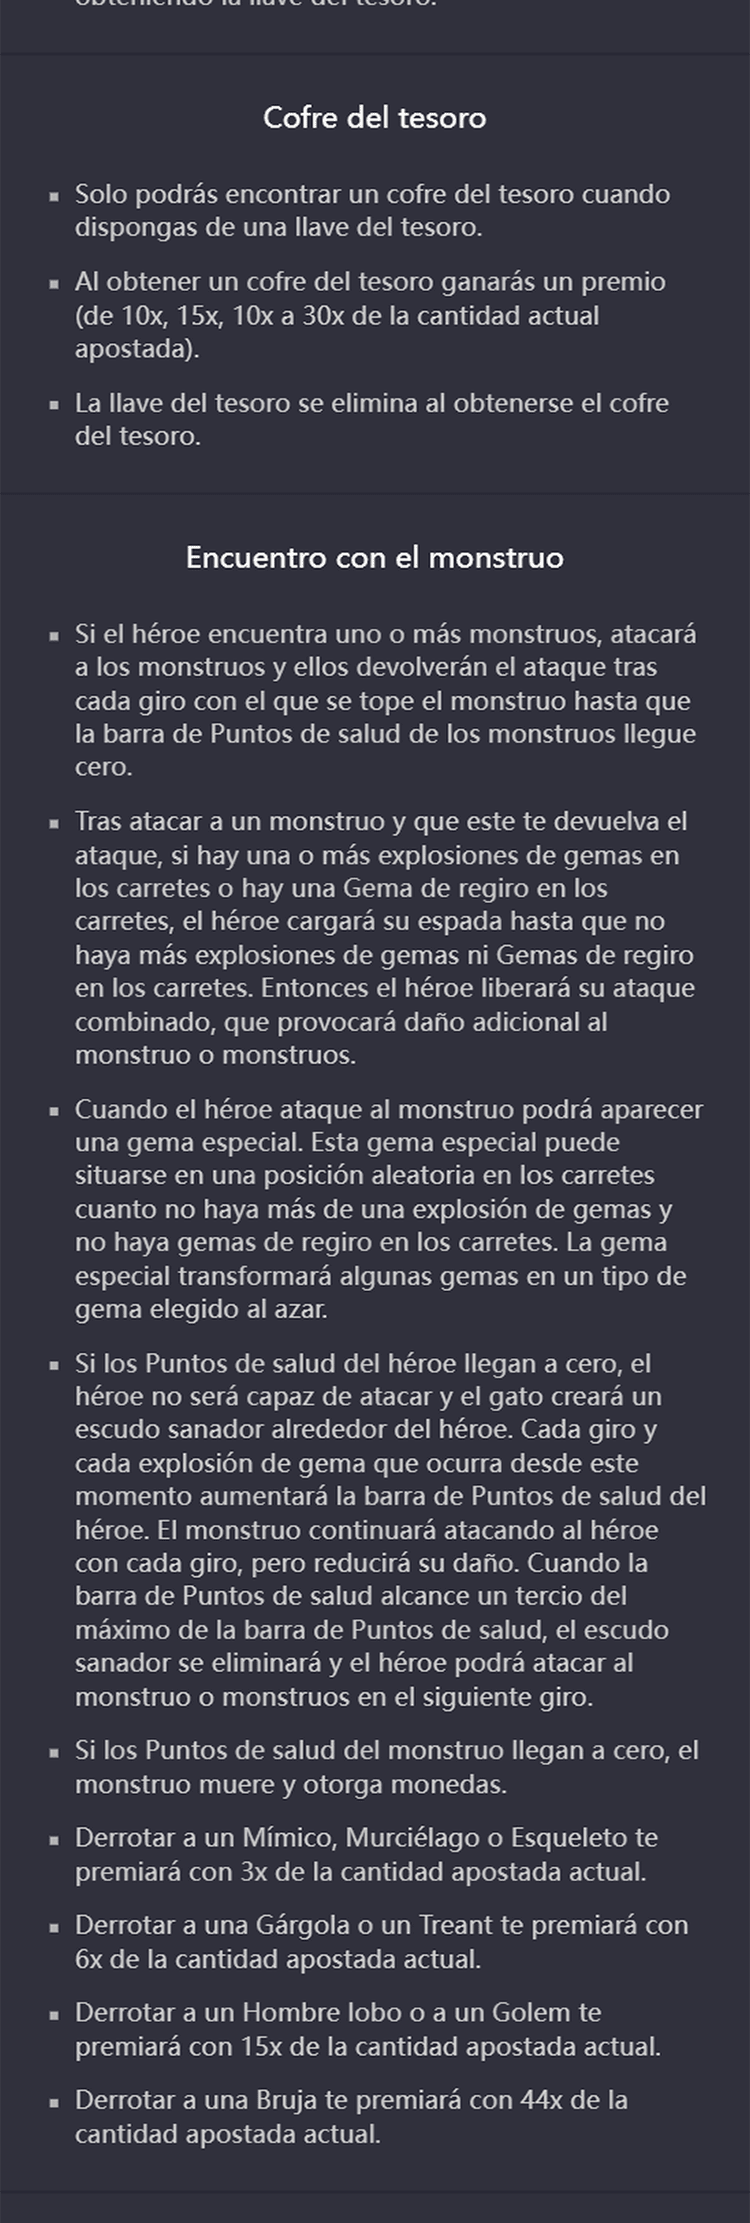 obteniendo la llave del tesoro.
Cofre del tesoro
▪ Solo podrás encontrar un cofre del tesoro cuando
dispongas de una llave del tesoro.
▪ Al obtener un cofre del tesoro ganarás un premio
(de 10x, 15x, 10x a 30x de la cantidad actual
apostada).
▪ La llave del tesoro se elimina al obtenerse el cofre
del tesoro.
Encuentro con el monstruo
▪ Si el héroe encuentra uno o más monstruos, atacará
a los monstruos y ellos devolverán el ataque tras
cada giro con el que se tope el monstruo hasta que
la barra de Puntos de salud de los monstruos llegue
cero.
▪ Tras atacar a un monstruo y que este te devuelva el
ataque, si hay una o más explosiones de gemas en
los carretes o hay una Gema de regiro en los
carretes, el héroe cargará su espada hasta que no
haya más explosiones de gemas ni Gemas de regiro
en los carretes. Entonces el héroe liberará su ataque
combinado, que provocará daño adicional al
monstruo o monstruos.
▪ Cuando el héroe ataque al monstruo podrá aparecer
una gema especial. Esta gema especial puede
situarse en una posición aleatoria en los carretes
cuanto no haya más de una explosión de gemas y
no haya gemas de regiro en los carretes. La gema
especial transformará algunas gemas en un tipo de
gema elegido al azar.
▪ Si los Puntos de salud del héroe llegan a cero, el
héroe no será capaz de atacar y el gato creará un
escudo sanador alrededor del héroe. Cada giro y
cada explosión de gema que ocurra desde este
momento aumentará la barra de Puntos de salud del
héroe. El monstruo continuará atacando al héroe
con cada giro, pero reducirá su daño. Cuando la
barra de Puntos de salud alcance un tercio del
máximo de la barra de Puntos de salud, el escudo
sanador se eliminará y el héroe podrá atacar al
monstruo o monstruos en el siguiente giro.
▪ Si los Puntos de salud del monstruo llegan a cero, el
monstruo muere y otorga monedas.
▪ Derrotar a un Mímico, Murciélago o Esqueleto te
premiará con 3x de la cantidad apostada actual.
▪ Derrotar a una Gárgola o un Treant te premiará con
6x de la cantidad apostada actual.
▪ Derrotar a un Hombre lobo o a un Golem te
premiará con 15x de la cantidad apostada actual.
▪ Derrotar a una Bruja te premiará con 44x de la
cantidad apostada actual.